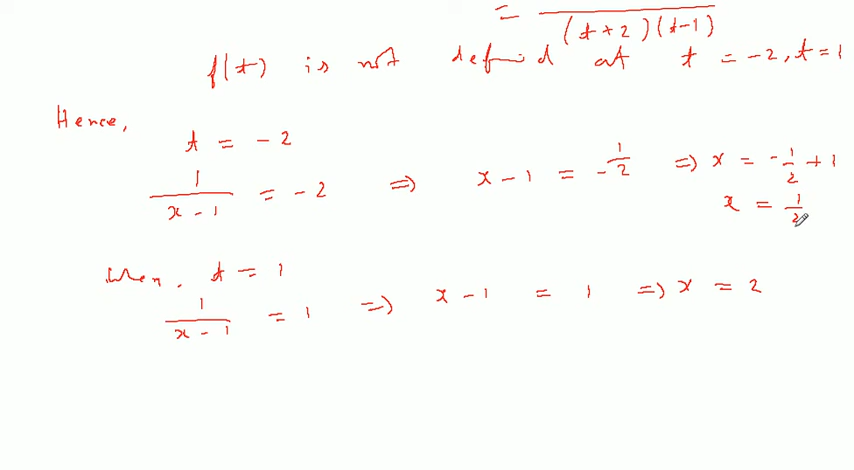 = ‾/(t+2)(t-1)
f(t) is not defined at t = -2, t = 1
Hence,
t = -2
1/(x-1) = -2 ⇒ x-1 = -1/2 ⇒ x = -1/2 + 1
x = 1/2
when, t = 1
1/(x-1) = 1 ⇒ x-1 = 1 ⇒ x = 2